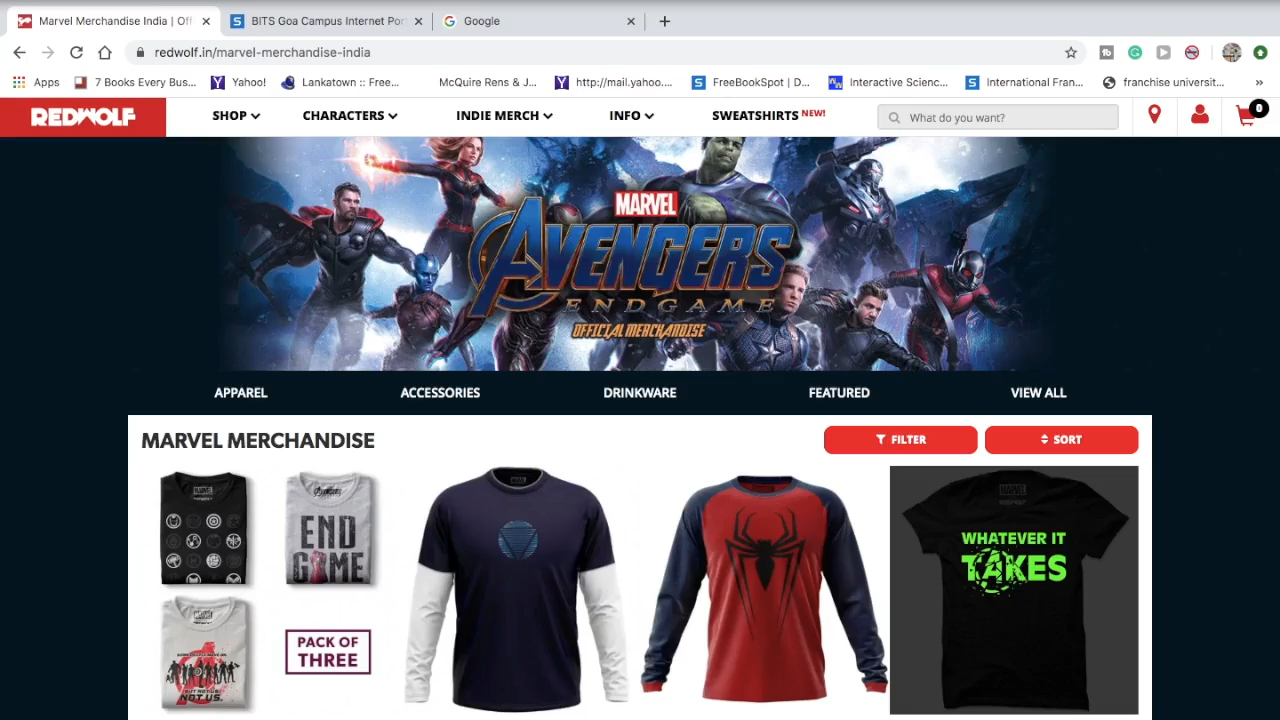 Marvel Merchandise India | Off
BITS Goa Campus Internet Por
Google
redwolf.in/marvel-merchandise-india
Apps
7 Books Every Bus...
Yahoo!
Lankatown :: Free...
McQuire Rens & J...
http://mail.yahoo....
FreeBookSpot | D...
Interactive Scienc...
International Fran...
franchise universit...
»
REDWOLF
SHOP
CHARACTERS
INDIE MERCH
INFO
SWEATSHIRTS NEW!
What do you want?
0
MARVEL
AVENGERS
ENDGAME
OFFICIAL MERCHANDISE
APPAREL
ACCESSORIES
DRINKWARE
FEATURED
VIEW ALL
MARVEL MERCHANDISE
FILTER
SORT
END
GAME
PACK OF
THREE
NOT US.
WHATEVER IT
TAKES